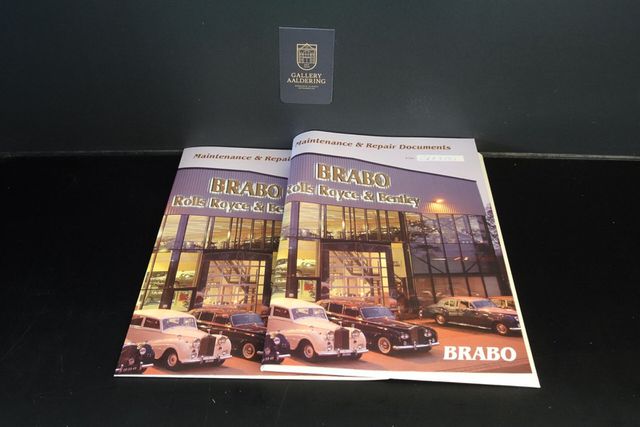 GALLERY
AALDERING
Maintenance & Repair
BRABO
Rolls Royce & Be
Maintenance & Repair Documents
BRABO
Rolls Royce & Bentley
BRABO